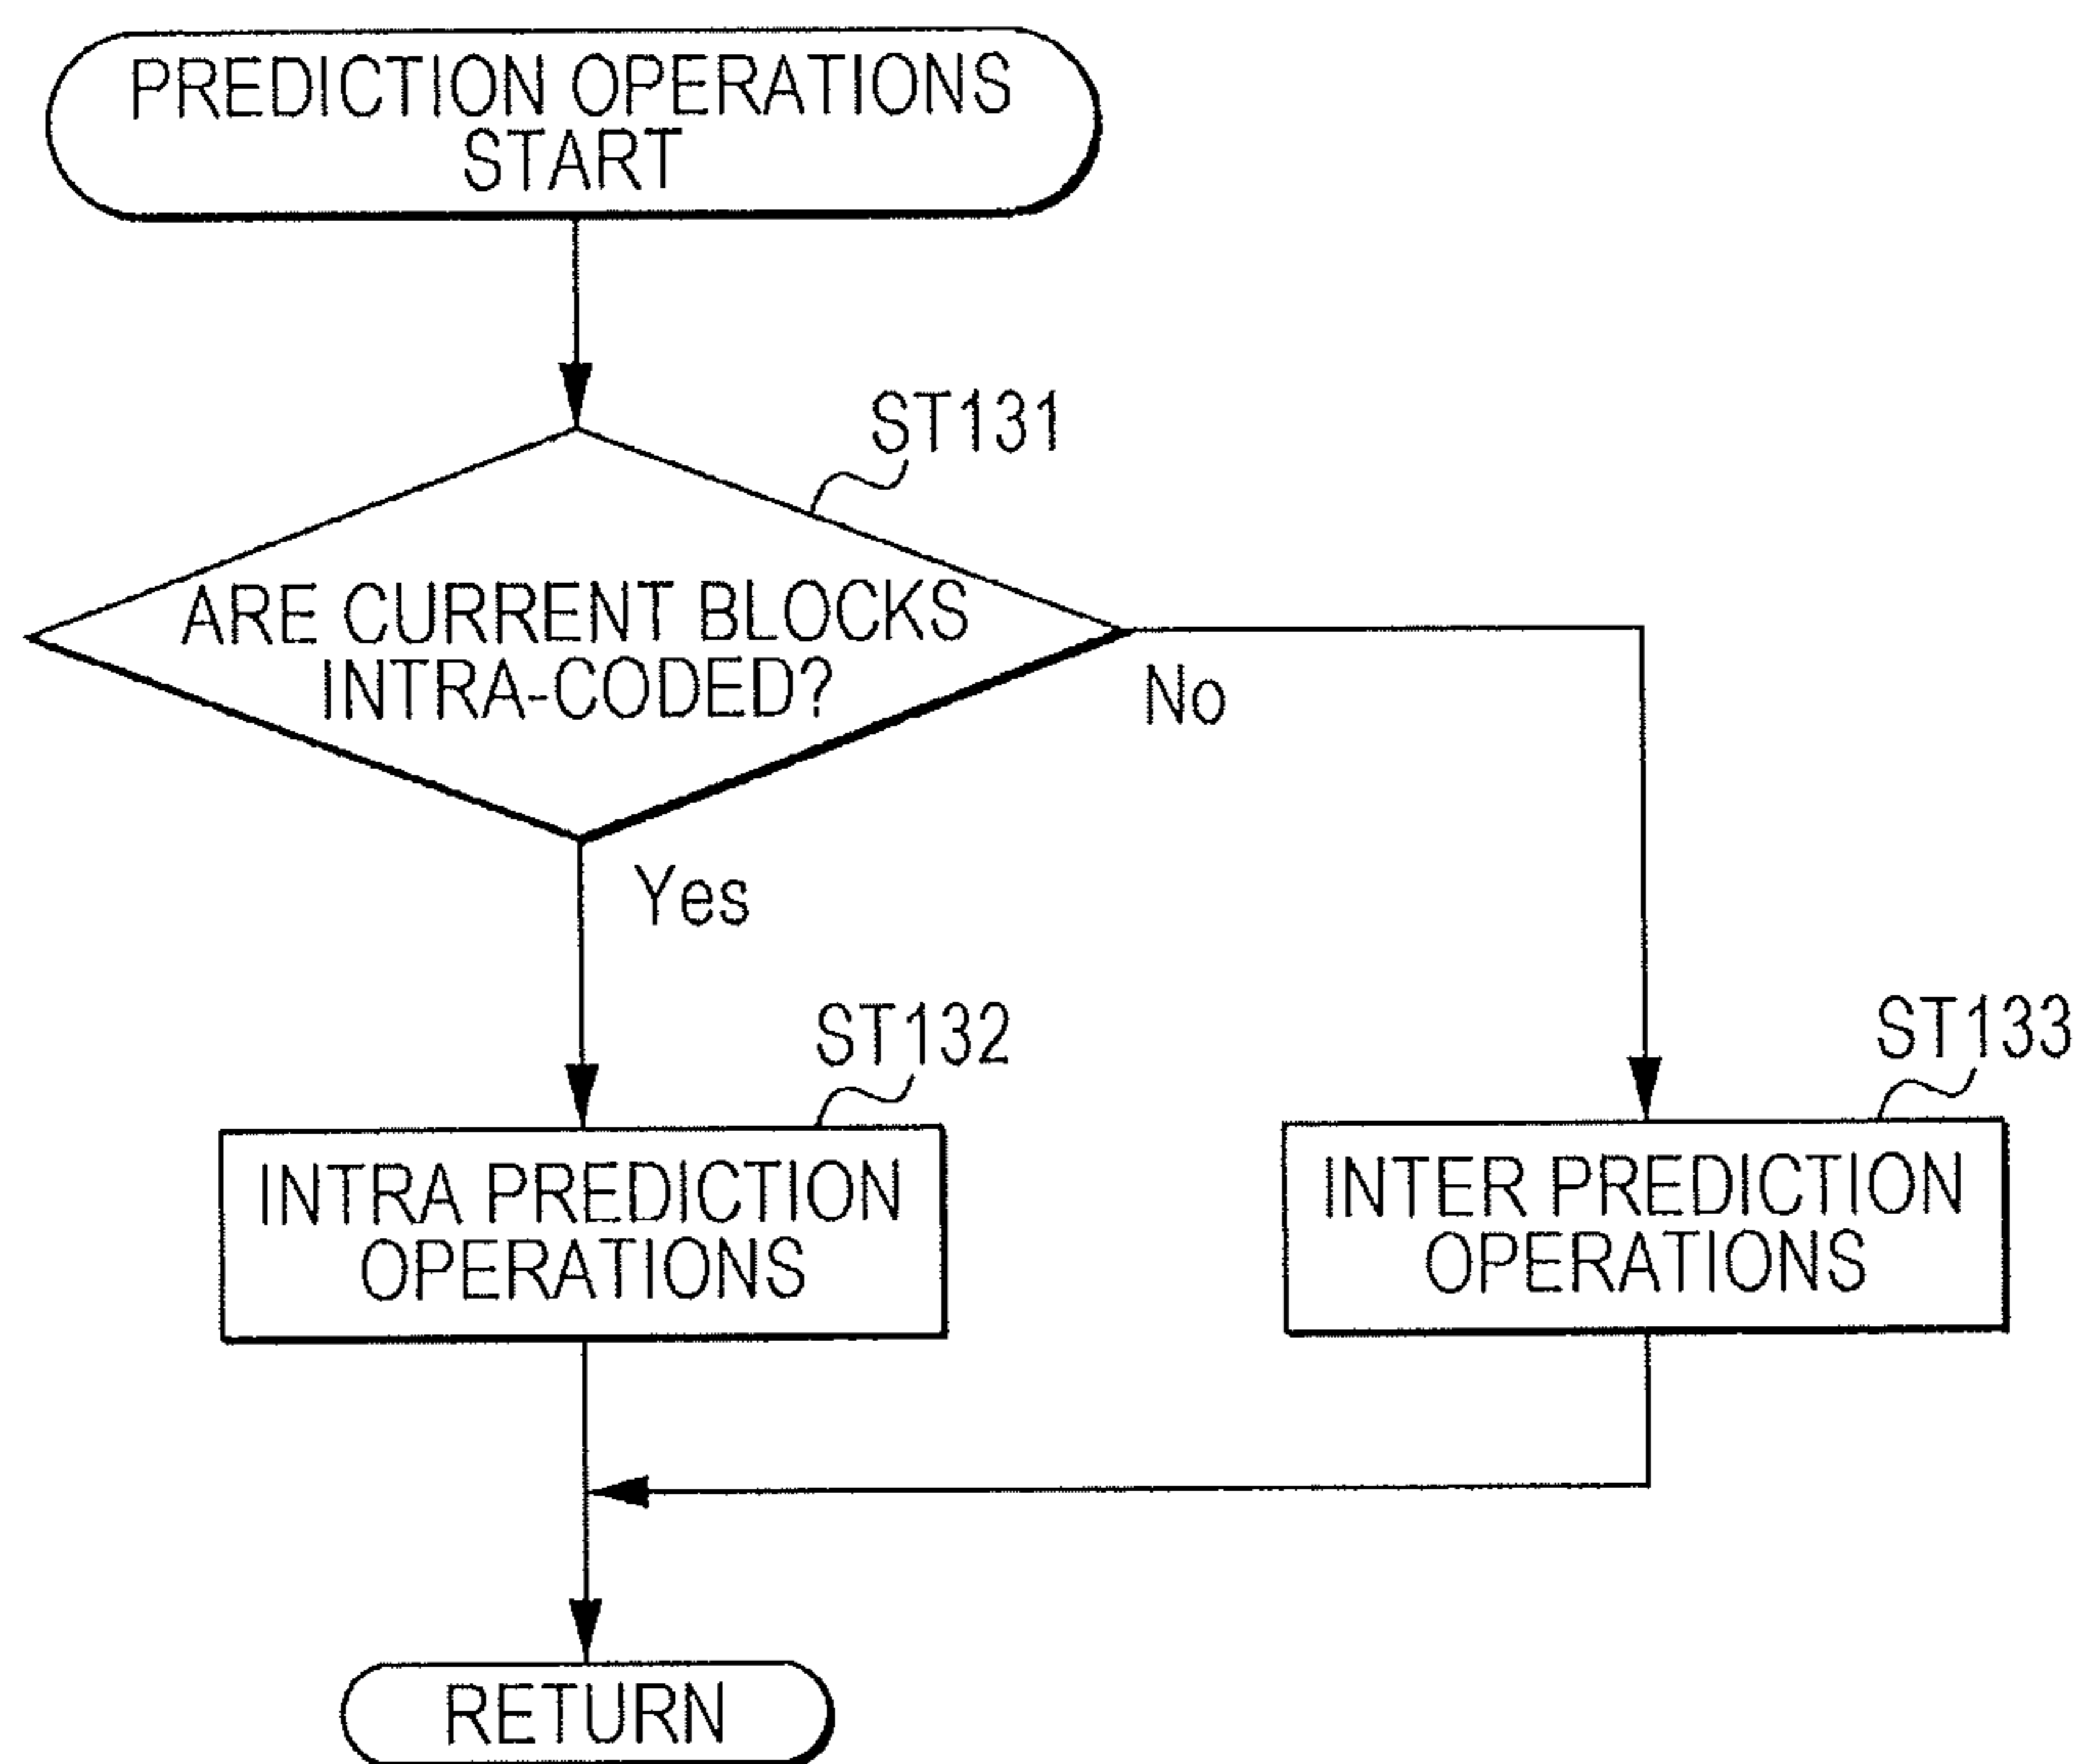 PREDICTION OPERATIONS
START
ST131
ARE CURRENT BLOCKS
INTRA-CODED?
No
Yes
ST132
ST133
INTRA PREDICTION
OPERATIONS
INTER PREDICTION
OPERATIONS
RETURN